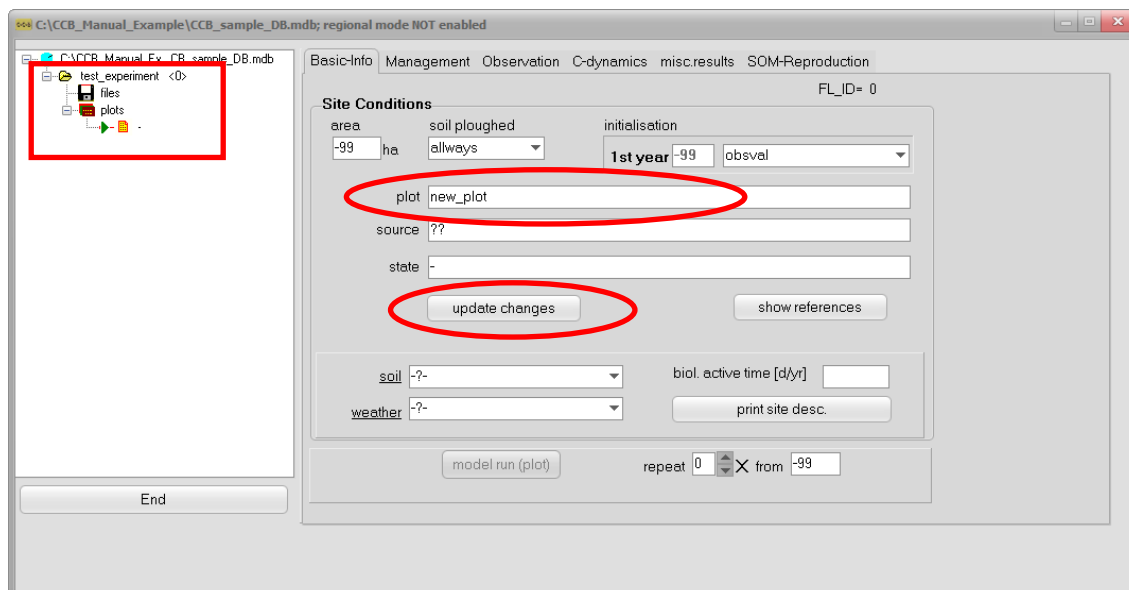 C:\CCB_Manual_Example\CCB_sample_DB.mdb; regional mode NOT enabled
C:\CCB_Manual_Ex_ CB_sample_DB.mdb
test_experiment <0>
files
plots
-
End
Basic-Info Management Observation C-dynamics misc.results SOM-Reproduction
FL_ID= 0
Site Conditions
area soil ploughed initialisation
-99 ha allways 1st year -99 obsval
plot new_plot
source ??
state -
update changes show references
soil -?- biol. active time [d/yr]
weather -?- print site desc.
model run (plot) repeat 0 X from -99